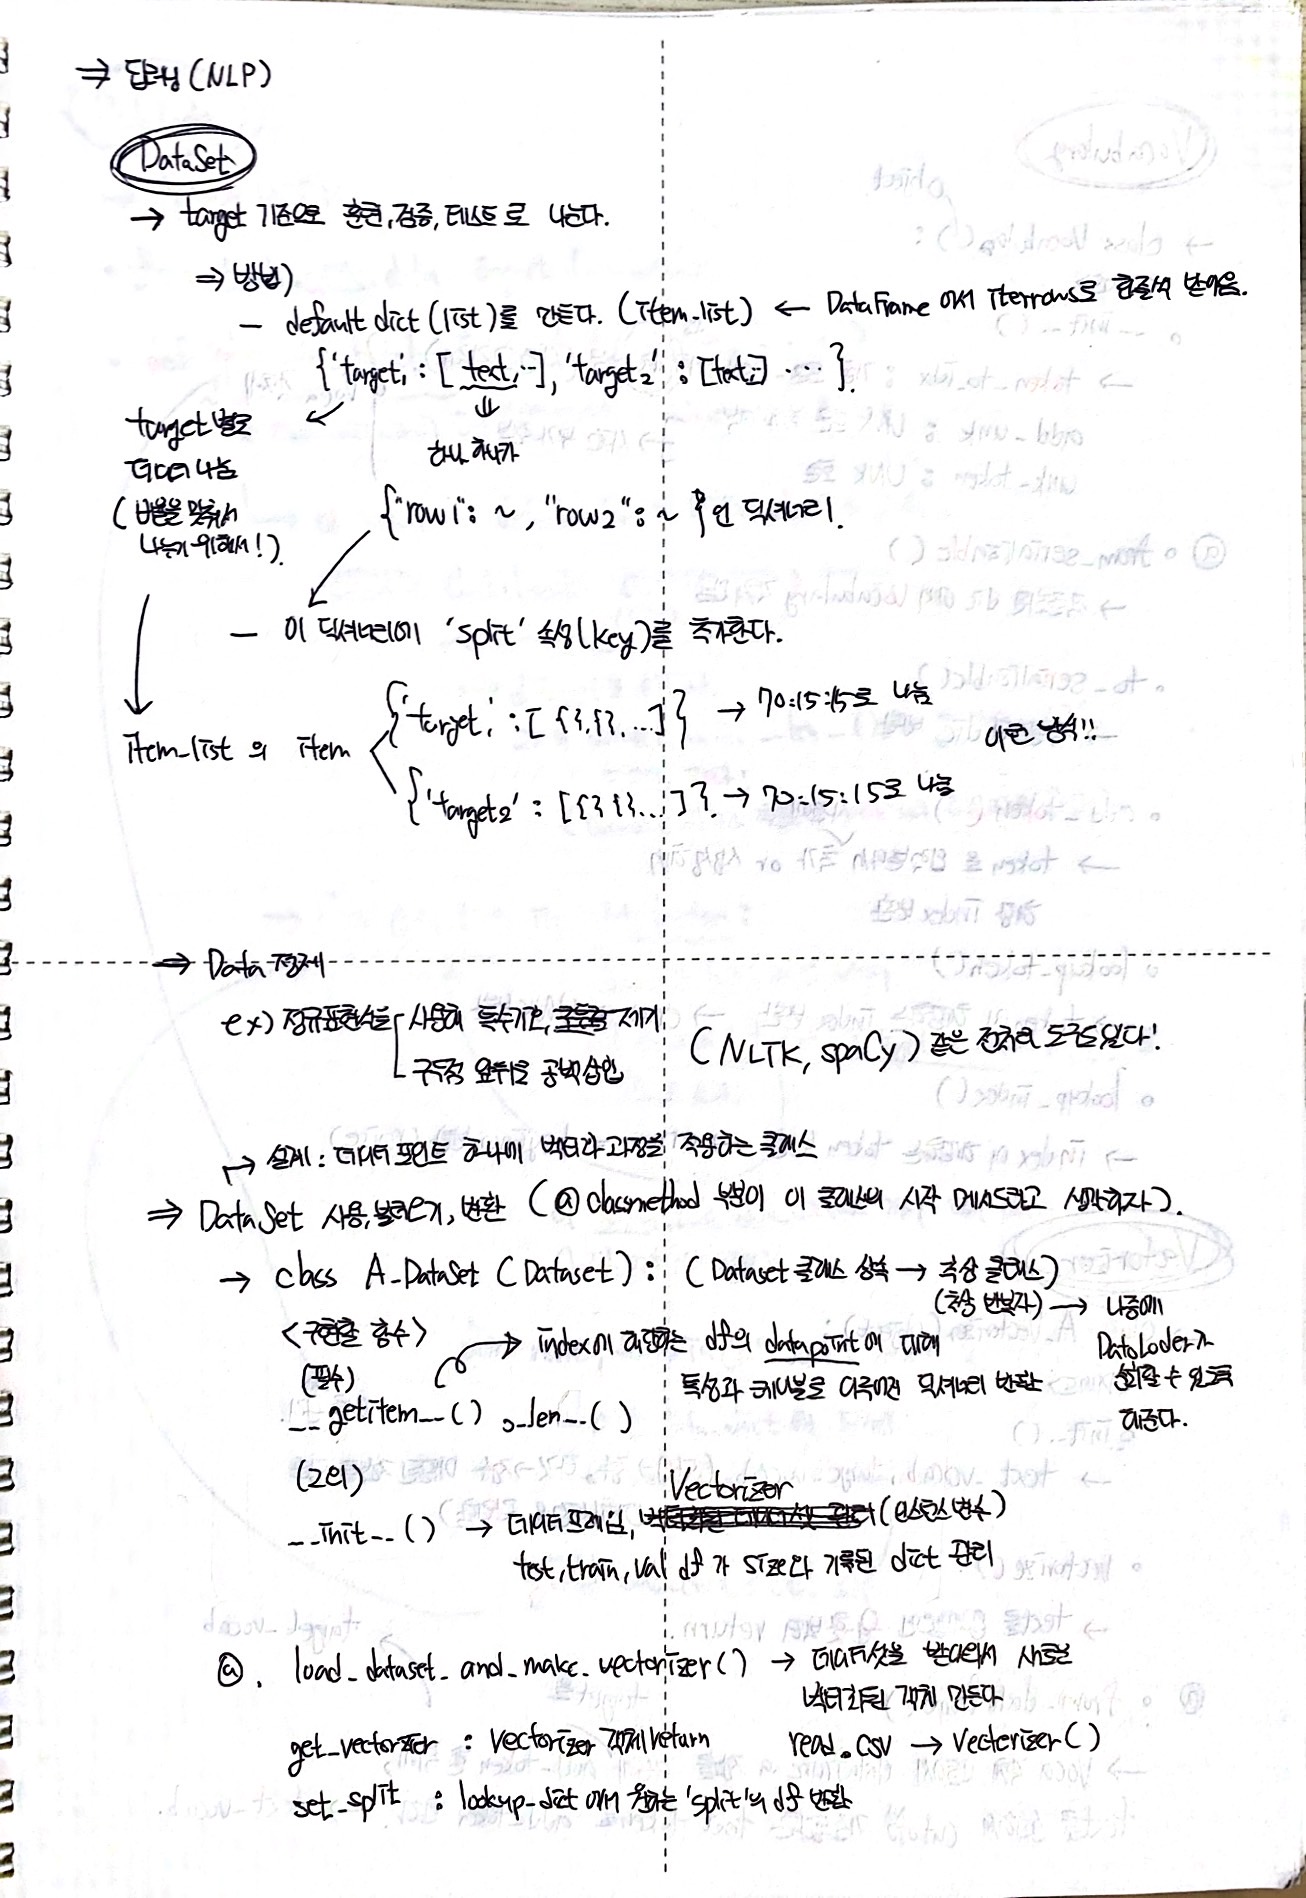 ⇒ 딥러닝 (NLP)
DataSet
→ target 기준으로 훈련, 검증, 테스트로 나눈다.
⇒ 방법)
- default dict (list)를 만든다. (item_list) ← DataFrame 에서 iterrows로 한줄씩 받아옴.
{'target1' : [text, ...], 'target2' : [text, ..] ... }.
target 별로
데이터 나눔
(비율을 맞춰서
나누기 위해서!).
하나 하나가
{"row1": ~, "row2": ~ }인 딕셔너리!
- 이 딕셔너리에 'split' 속성(key)를 추가한다.
item_list 의 item
{'target1' : [ {},{}, ...] } → 70:15:15로 나눔
이런 방식!!
{'target2' : [{} {}... ] }. → 70:15:15로 나눔
⇒ Data 정제
ex) 정규표현식을 사용해 특수기호, 제거
구두점 앞뒤로 공백 삽입
(NLTK, spaCy) 같은 전처리 도구도 있다!
→ 설계 : 데이터 포인트 하나에 벡터화 과정을 적용하는 클래스
⇒ DataSet 사용, 불러오기, 변환 (@classmethod 부분이 이 클래스의 시작 메서드라고 생각하자).
→ class A_DataSet (Dataset) : (Dataset 클래스 상속 → 추상 클래스)
(추상 반복자) → 나중에
DataLoder가
순회할 수 있도록
해준다.
<구현할 함수>
(필수)
→ index에 해당하는 df의 datapoint에 대해
특성과 레이블로 이루어진 딕셔너리 반환
__getitem__() , _len__()
(그외)
Vectorizer
__init__() → 데이터프레임, (인스턴스 변수)
test, train, val df 가 size와 기록된 dict 관리
@. load_dataset_and_make_vectorizer() → 데이터셋을 받아와서 새로운
벡터화된 객체 만든다
get_vectorizer : vectorizer 객체 return
read.csv → vectorizer()
set_split : lookup_dict 에서 원하는 'split'의 df 반환